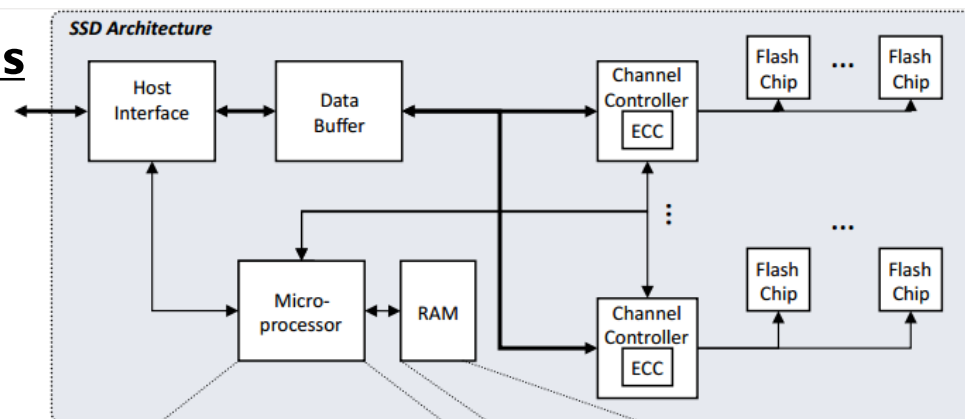 SSD Architecture
s
Host
Interface
Data
Buffer
Channel
Controller
ECC
Flash
Chip
...
Flash
Chip
...
...
Micro-
processor
RAM
Channel
Controller
ECC
Flash
Chip
Flash
Chip